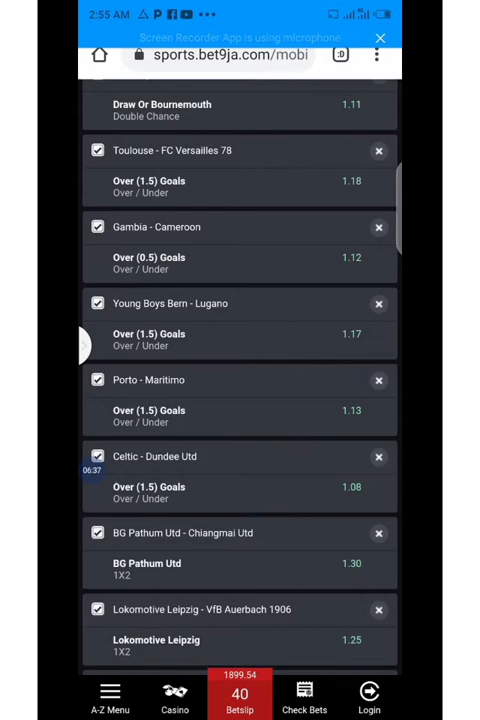 2:55 AM
Screen Recorder App is using microphone
sports.bet9ja.com/mobi
:D
Draw Or Bournemouth 1.11
Double Chance
Toulouse - FC Versailles 78
Over (1.5) Goals 1.18
Over / Under
Gambia - Cameroon
Over (0.5) Goals 1.12
Over / Under
Young Boys Bern - Lugano
Over (1.5) Goals 1.17
Over / Under
Porto - Maritimo
Over (1.5) Goals 1.13
Over / Under
Celtic - Dundee Utd
06:37
Over (1.5) Goals 1.08
Over / Under
BG Pathum Utd - Chiangmai Utd
BG Pathum Utd 1.30
1X2
Lokomotive Leipzig - VfB Auerbach 1906
Lokomotive Leipzig 1.25
1X2
1899.54
40
A-Z Menu Casino Betslip Check Bets Login